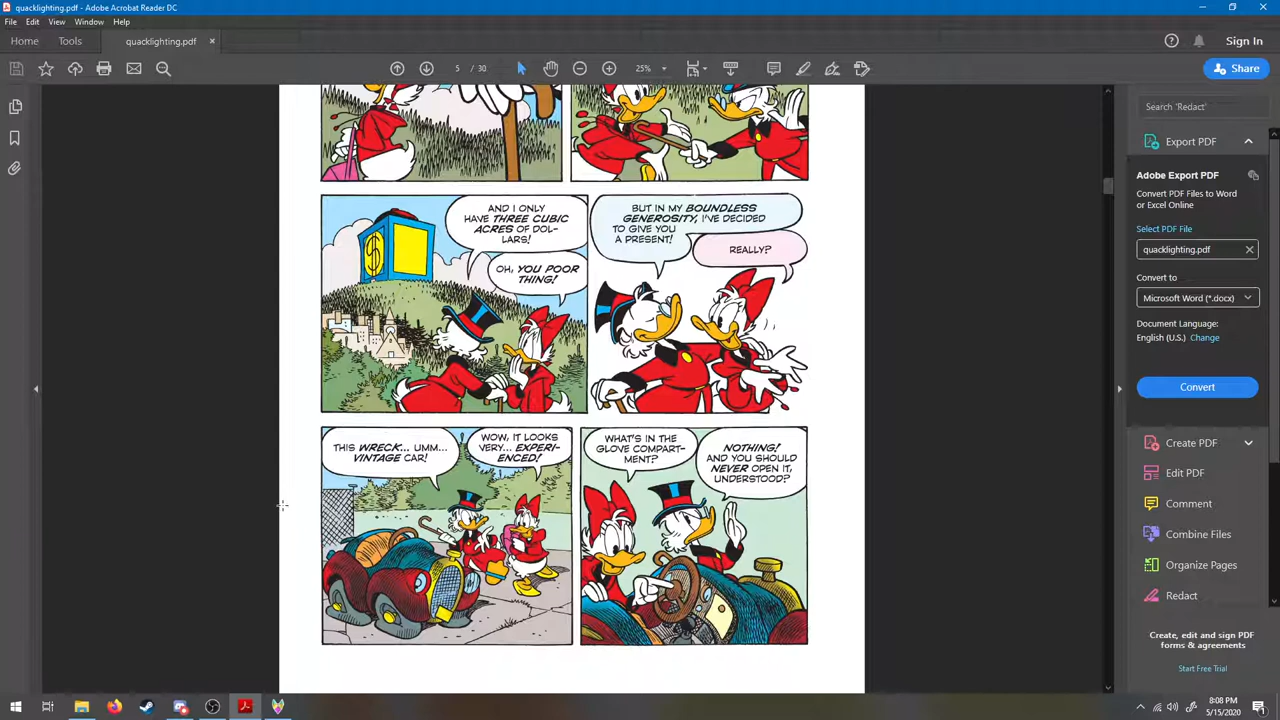 quacklighting.pdf - Adobe Acrobat Reader DC
File Edit View Window Help
Home Tools quacklighting.pdf × ? Sign In
5 / 30 25% Share
Search 'Redact'
Export PDF
Adobe Export PDF
Convert PDF Files to Word
or Excel Online
Select PDF File
quacklighting.pdf
Convert to
Microsoft Word (*.docx)
Document Language:
English (U.S.) Change
Convert
Create PDF
Edit PDF
Comment
Combine Files
Organize Pages
Redact
Create, edit and sign PDF
forms & agreements
Start Free Trial
AND I ONLY
HAVE THREE CUBIC
ACRES OF DOL-
LARS!
OH, YOU POOR
THING!
$
BUT IN MY BOUNDLESS
GENEROSITY, I'VE DECIDED
TO GIVE YOU
A PRESENT!
REALLY?
THIS WRECK... UMM...
VINTAGE CAR!
WOW, IT LOOKS
VERY... EXPERI-
ENCED!
WHAT'S IN THE
GLOVE COMPART-
MENT?
NOTHING!
AND YOU SHOULD
NEVER OPEN IT,
UNDERSTOOD?
8:08 PM
5/15/2020